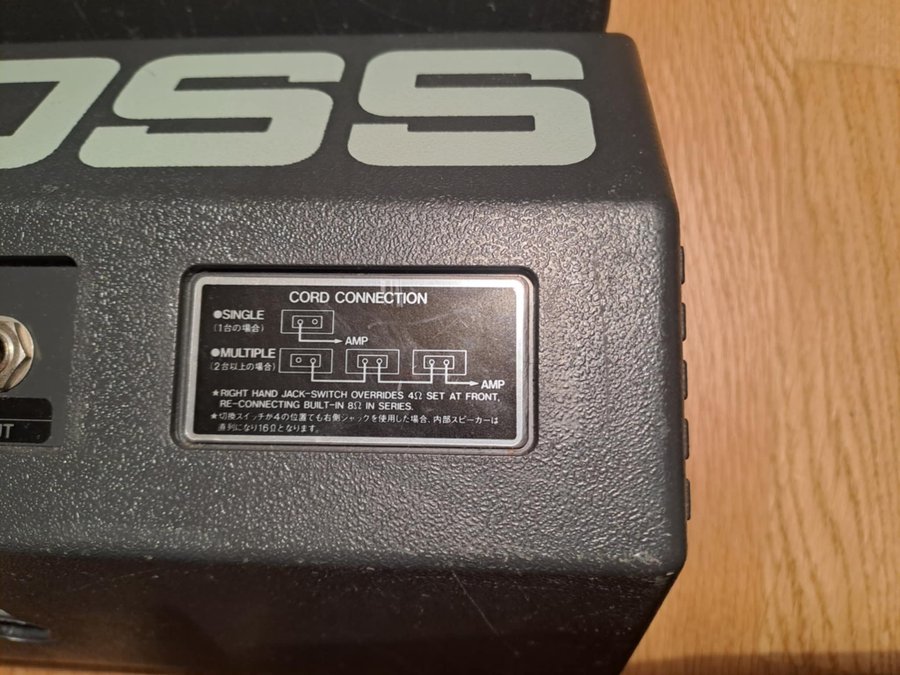 OSS
CORD CONNECTION
●SINGLE
(1台の場合)
AMP
●MULTIPLE
(2台以上の場合)
AMP
★RIGHT HAND JACK-SWITCH OVERRIDES 4Ω SET AT FRONT,
RE-CONNECTING BUILT-IN 8Ω IN SERIES.
★切換スイッチが4の位置でも右側ジャックを使用した場合、内部スピーカーは
直列になり16Ωとなります。
UT